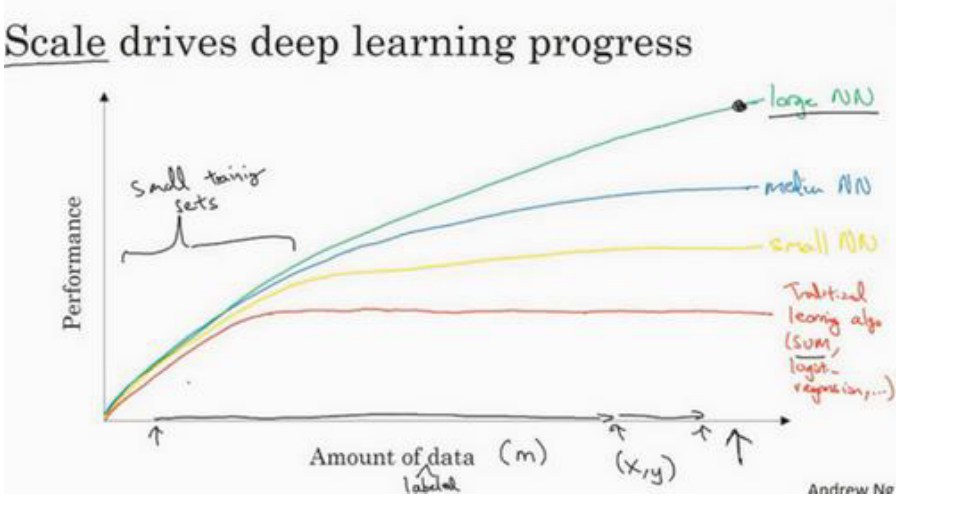 Scale drives deep learning progress
large NN
small training
sets
medium NN
small NN
Performance
Traditional
learning algo
(SVM,
logist-
regression,...)
Amount of data (m)
labeled
(x,y)
Andrew Ng